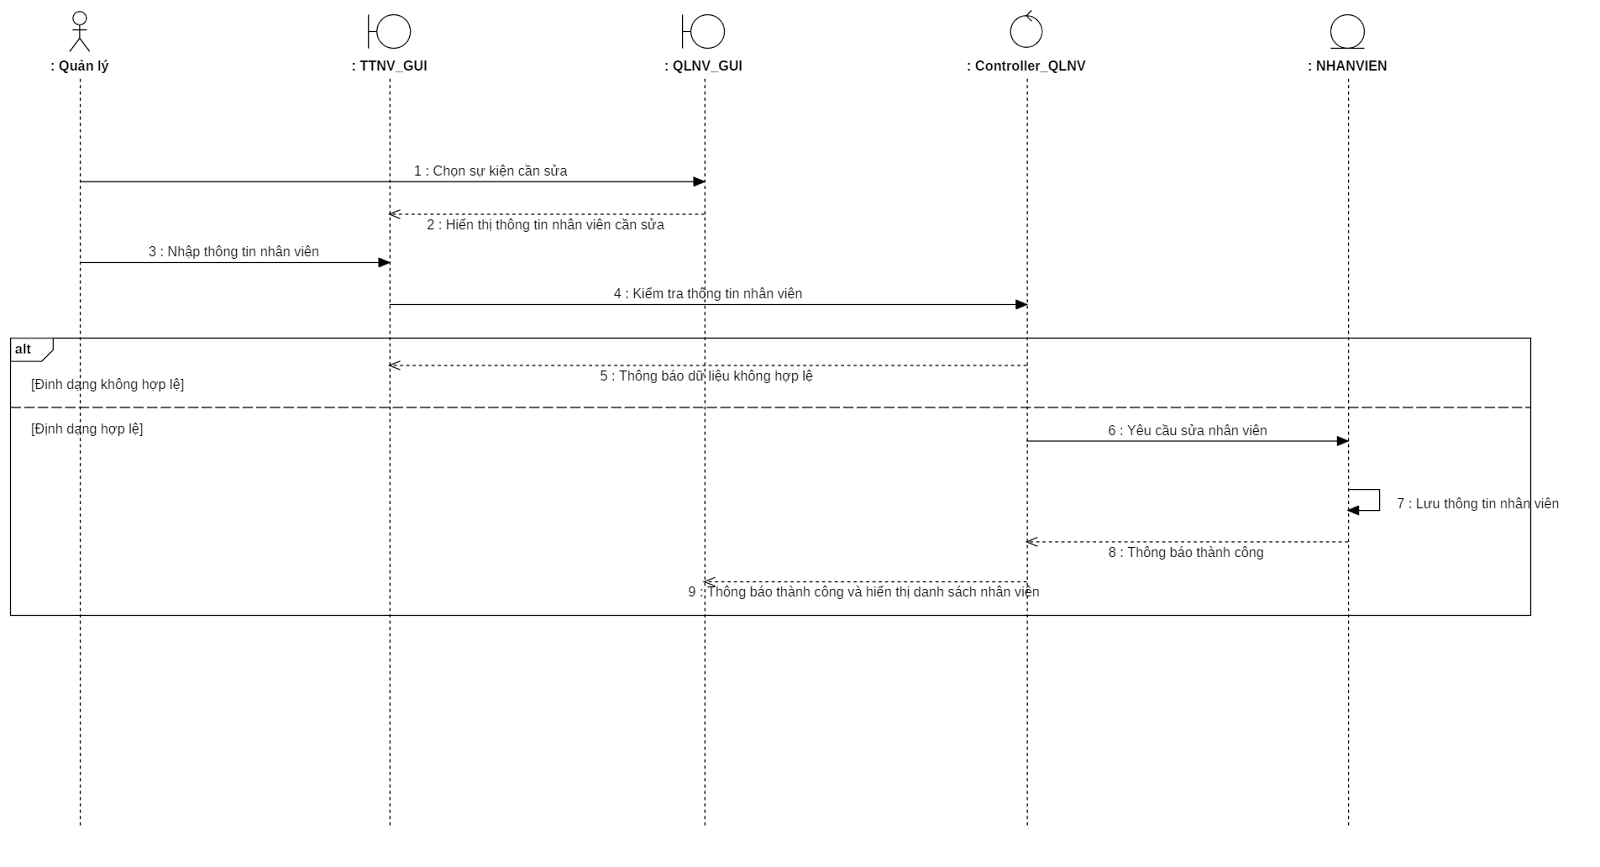 : Quản lý
: TTNV_GUI
: QLNV_GUI
: Controller_QLNV
: NHANVIEN
1 : Chọn sự kiện cần sửa
2 : Hiển thị thông tin nhân viên cần sửa
3 : Nhập thông tin nhân viên
4 : Kiểm tra thông tin nhân viên
alt
5 : Thông báo dữ liệu không hợp lệ
[Đinh dạng không hợp lệ]
[Định dạng hợp lệ]
6 : Yêu cầu sửa nhân viên
7 : Lưu thông tin nhân viên
8 : Thông báo thành công
9 : Thông báo thành công và hiển thị danh sách nhân viên